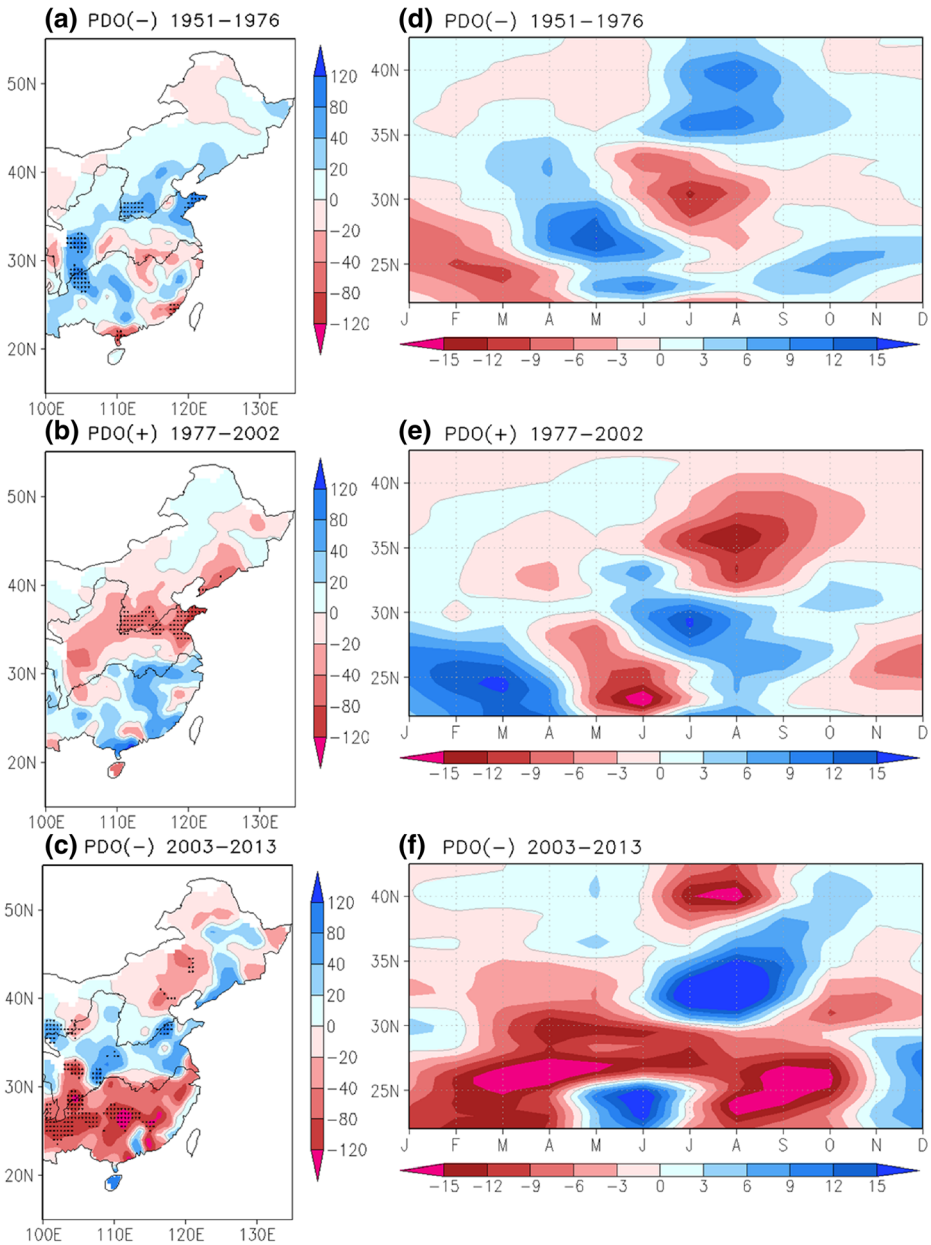 (a) PDO(−) 1951−1976
50N
40N
30N
20N
100E 110E 120E 130E
120
80
40
20
0
−20
−40
−80
−120
(d) PDO(−) 1951−1976
40N
35N
30N
25N
J F M A M J J A S O N D
−15 −12 −9 −6 −3 0 3 6 9 12 15
(b) PDO(+) 1977−2002
50N
40N
30N
20N
100E 110E 120E 130E
120
80
40
20
0
−20
−40
−80
−120
(e) PDO(+) 1977−2002
40N
35N
30N
25N
J F M A M J J A S O N D
−15 −12 −9 −6 −3 0 3 6 9 12 15
(c) PDO(−) 2003−2013
50N
40N
30N
20N
100E 110E 120E 130E
120
80
40
20
0
−20
−40
−80
−120
(f) PDO(−) 2003−2013
40N
35N
30N
25N
J F M A M J J A S O N D
−15 −12 −9 −6 −3 0 3 6 9 12 15